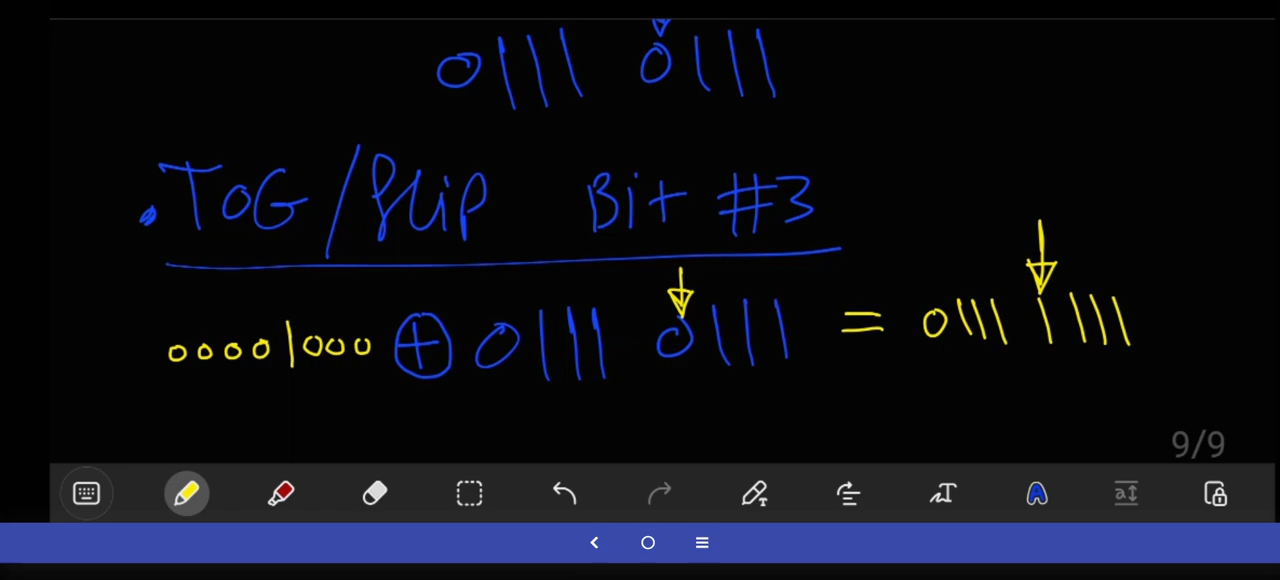 0111 0111
• TOG/flip Bit #3
00001000 ⊕ 0111 0111 = 0111 1111
9/9